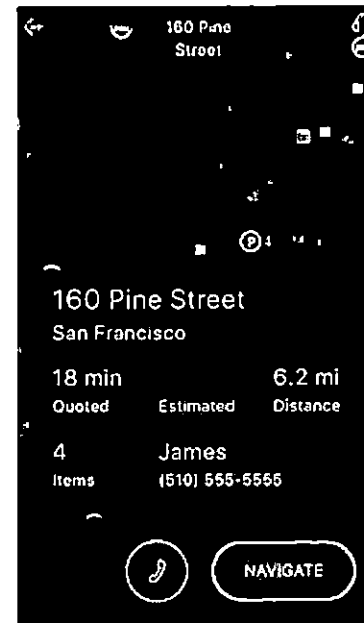 160 Pine
Street
P 4
160 Pine Street
San Francisco
18 min 6.2 mi
Quoted Estimated Distance
4 James
Items (510) 555-5555
NAVIGATE